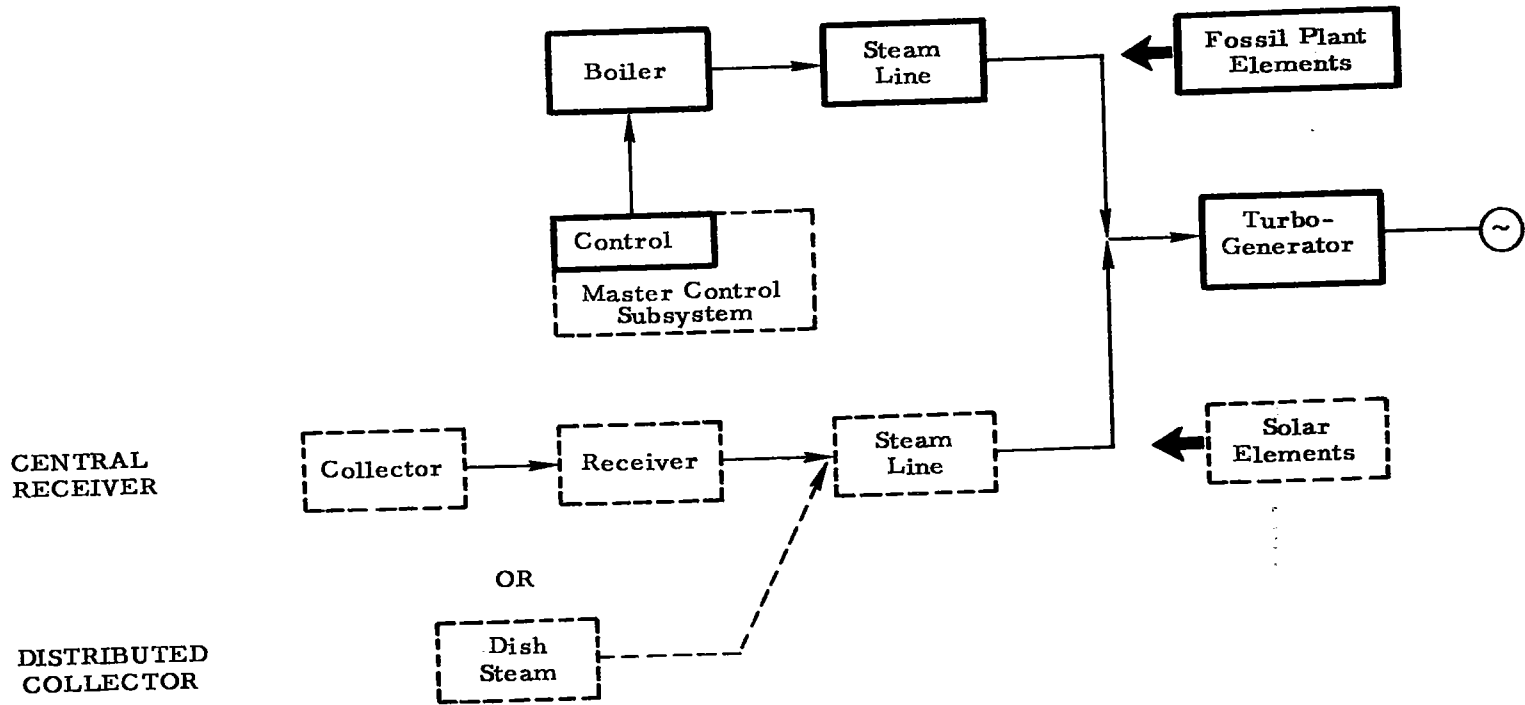 Boiler
Steam
Line
Fossil Plant
Elements
Control
Master Control
Subsystem
Turbo-
Generator
~
CENTRAL
RECEIVER
Collector
Receiver
Steam
Line
Solar
Elements
OR
DISTRIBUTED
COLLECTOR
Dish
Steam